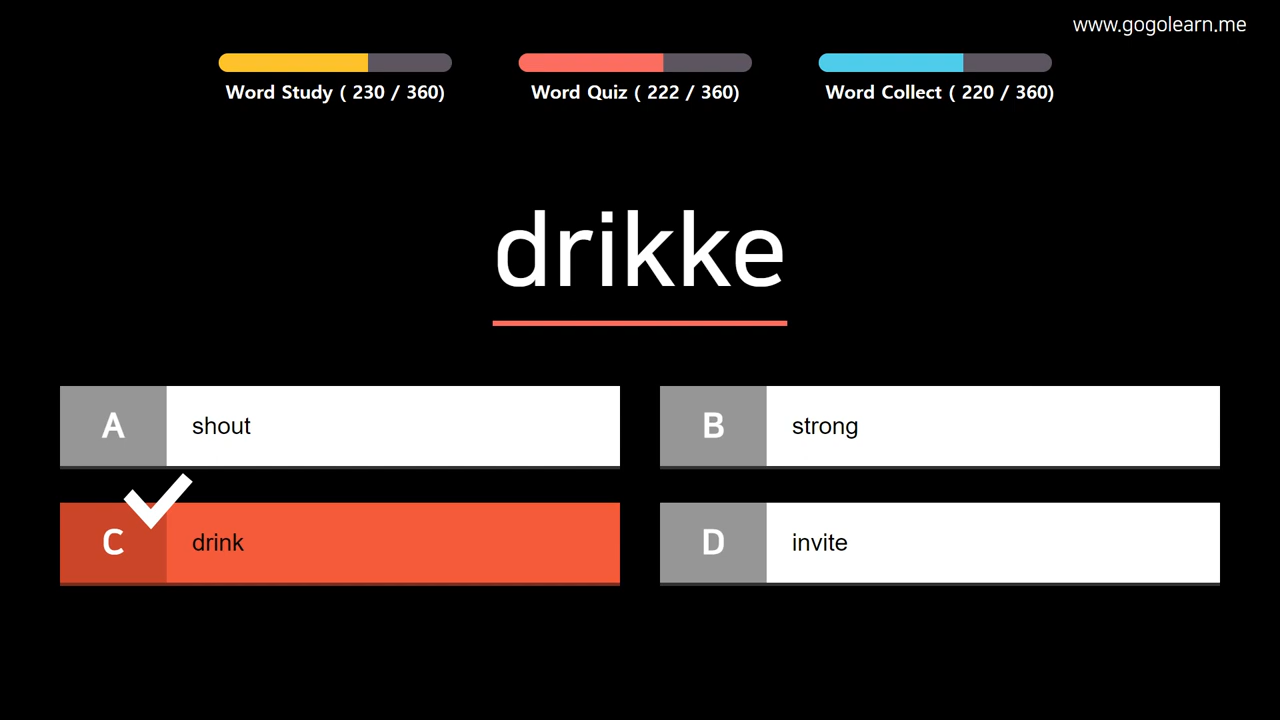 www.gogolearn.me
Word Study ( 230 / 360)
Word Quiz ( 222 / 360)
Word Collect ( 220 / 360)
drikke
A shout
B strong
C drink
D invite